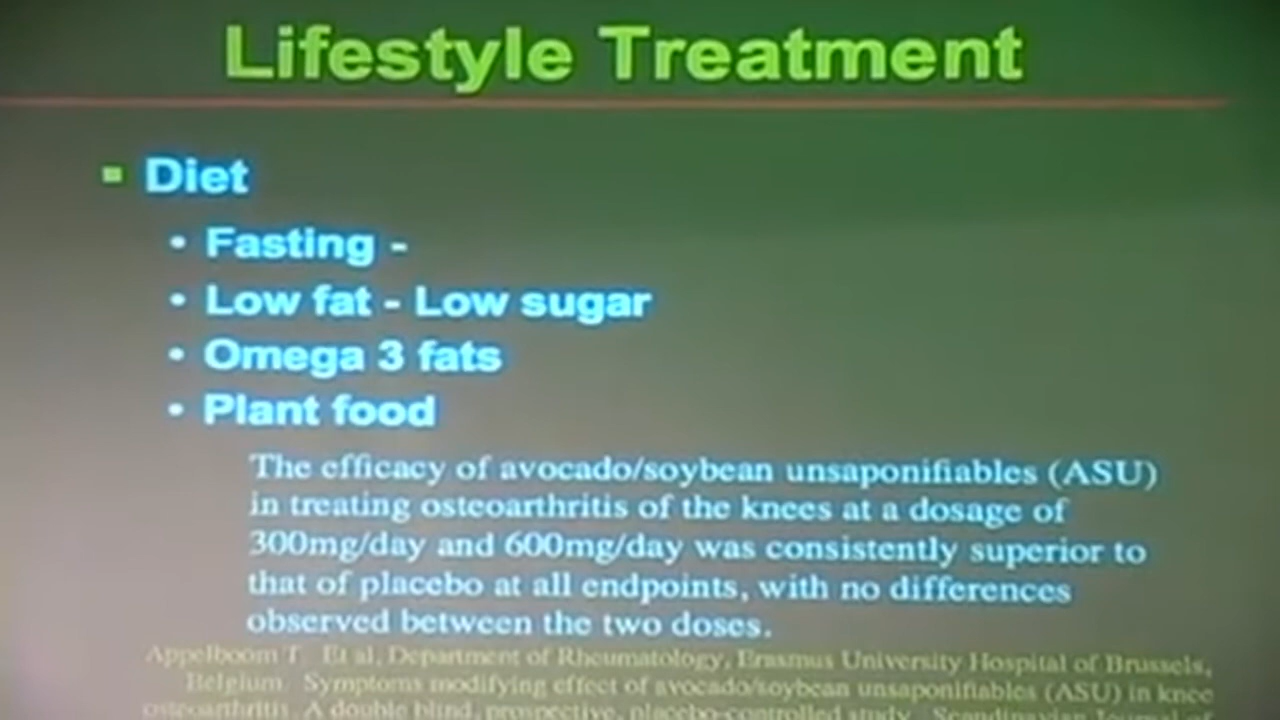 Lifestyle Treatment
Diet
Fasting -
Low fat - Low sugar
Omega 3 fats
Plant food
The efficacy of avocado/soybean unsaponifiables (ASU)
in treating osteoarthritis of the knees at a dosage of
300mg/day and 600mg/day was consistently superior to
that of placebo at all endpoints, with no differences
observed between the two doses.
Appelboom T. Et al, Department of Rheumatology, Erasmus University Hospital of Brussels,
Belgium. Symptoms modifying effect of avocado/soybean unsaponifiables (ASU) in knee
osteoarthritis. A double blind, prospective, placebo-controlled study.